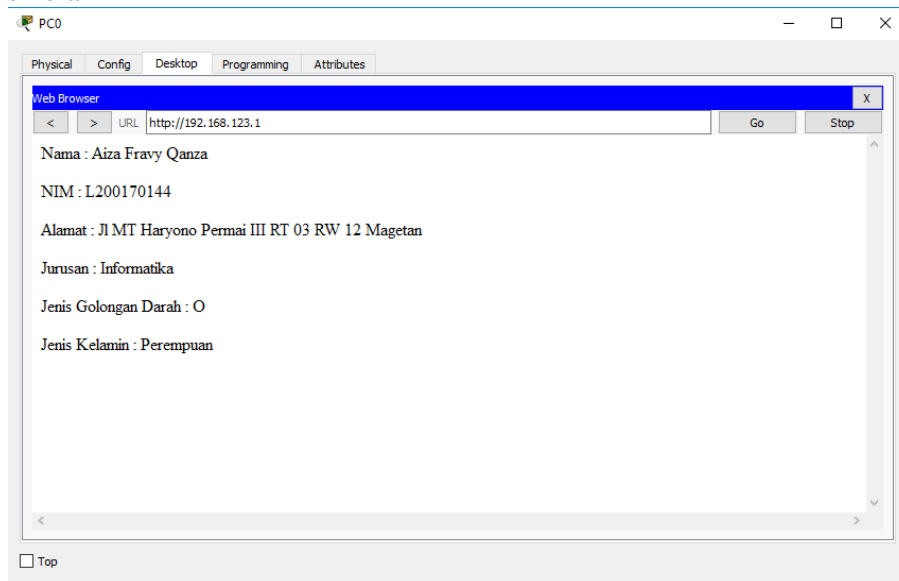 PC0
Physical Config Desktop Programming Attributes
Web Browser X
< > URL http://192.168.123.1 Go Stop
Nama : Aiza Fravy Qanza
NIM : L200170144
Alamat : Jl MT Haryono Permai III RT 03 RW 12 Magetan
Jurusan : Informatika
Jenis Golongan Darah : O
Jenis Kelamin : Perempuan
Top